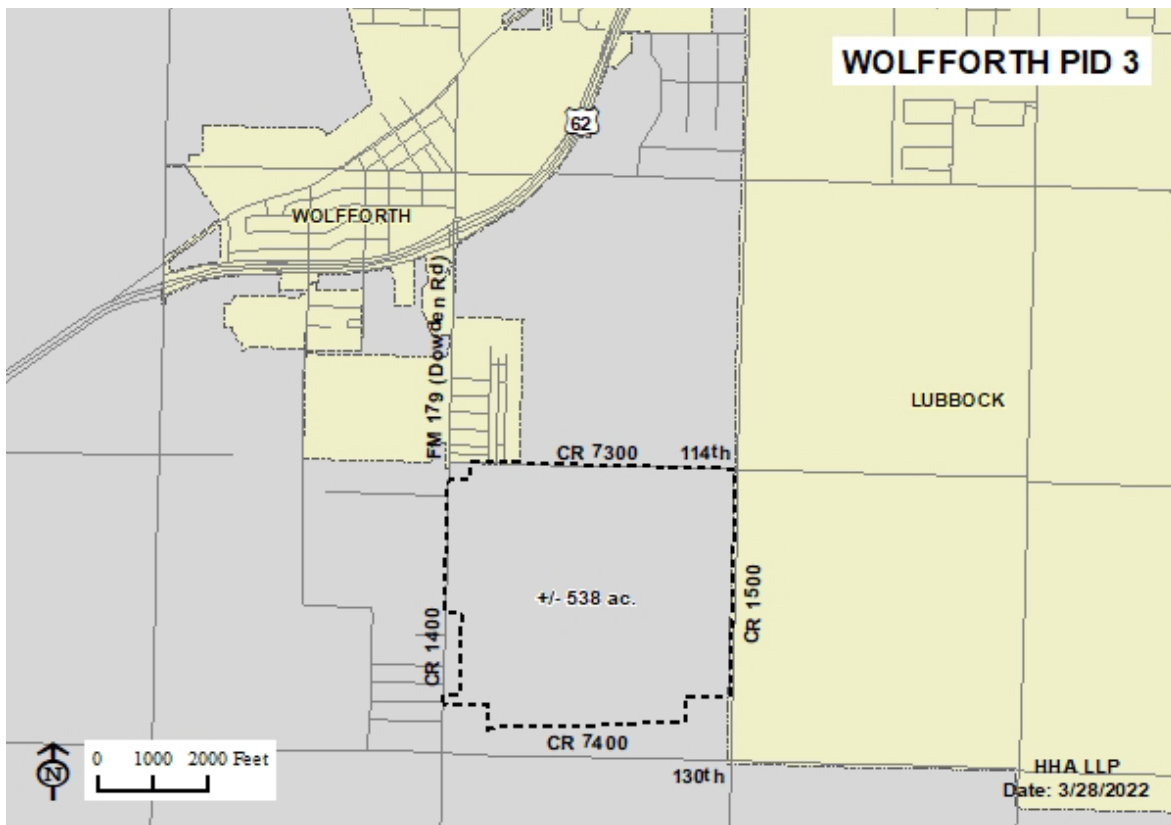 WOLFFORTH PID 3
62
WOLFFORTH
FM 179 (Dowden Rd)
LUBBOCK
CR 7300
114th
+/- 538 ac.
CR 1500
CR 1400
CR 7400
130th
N
0 1000 2000 Feet
HHA LLP
Date: 3/28/2022